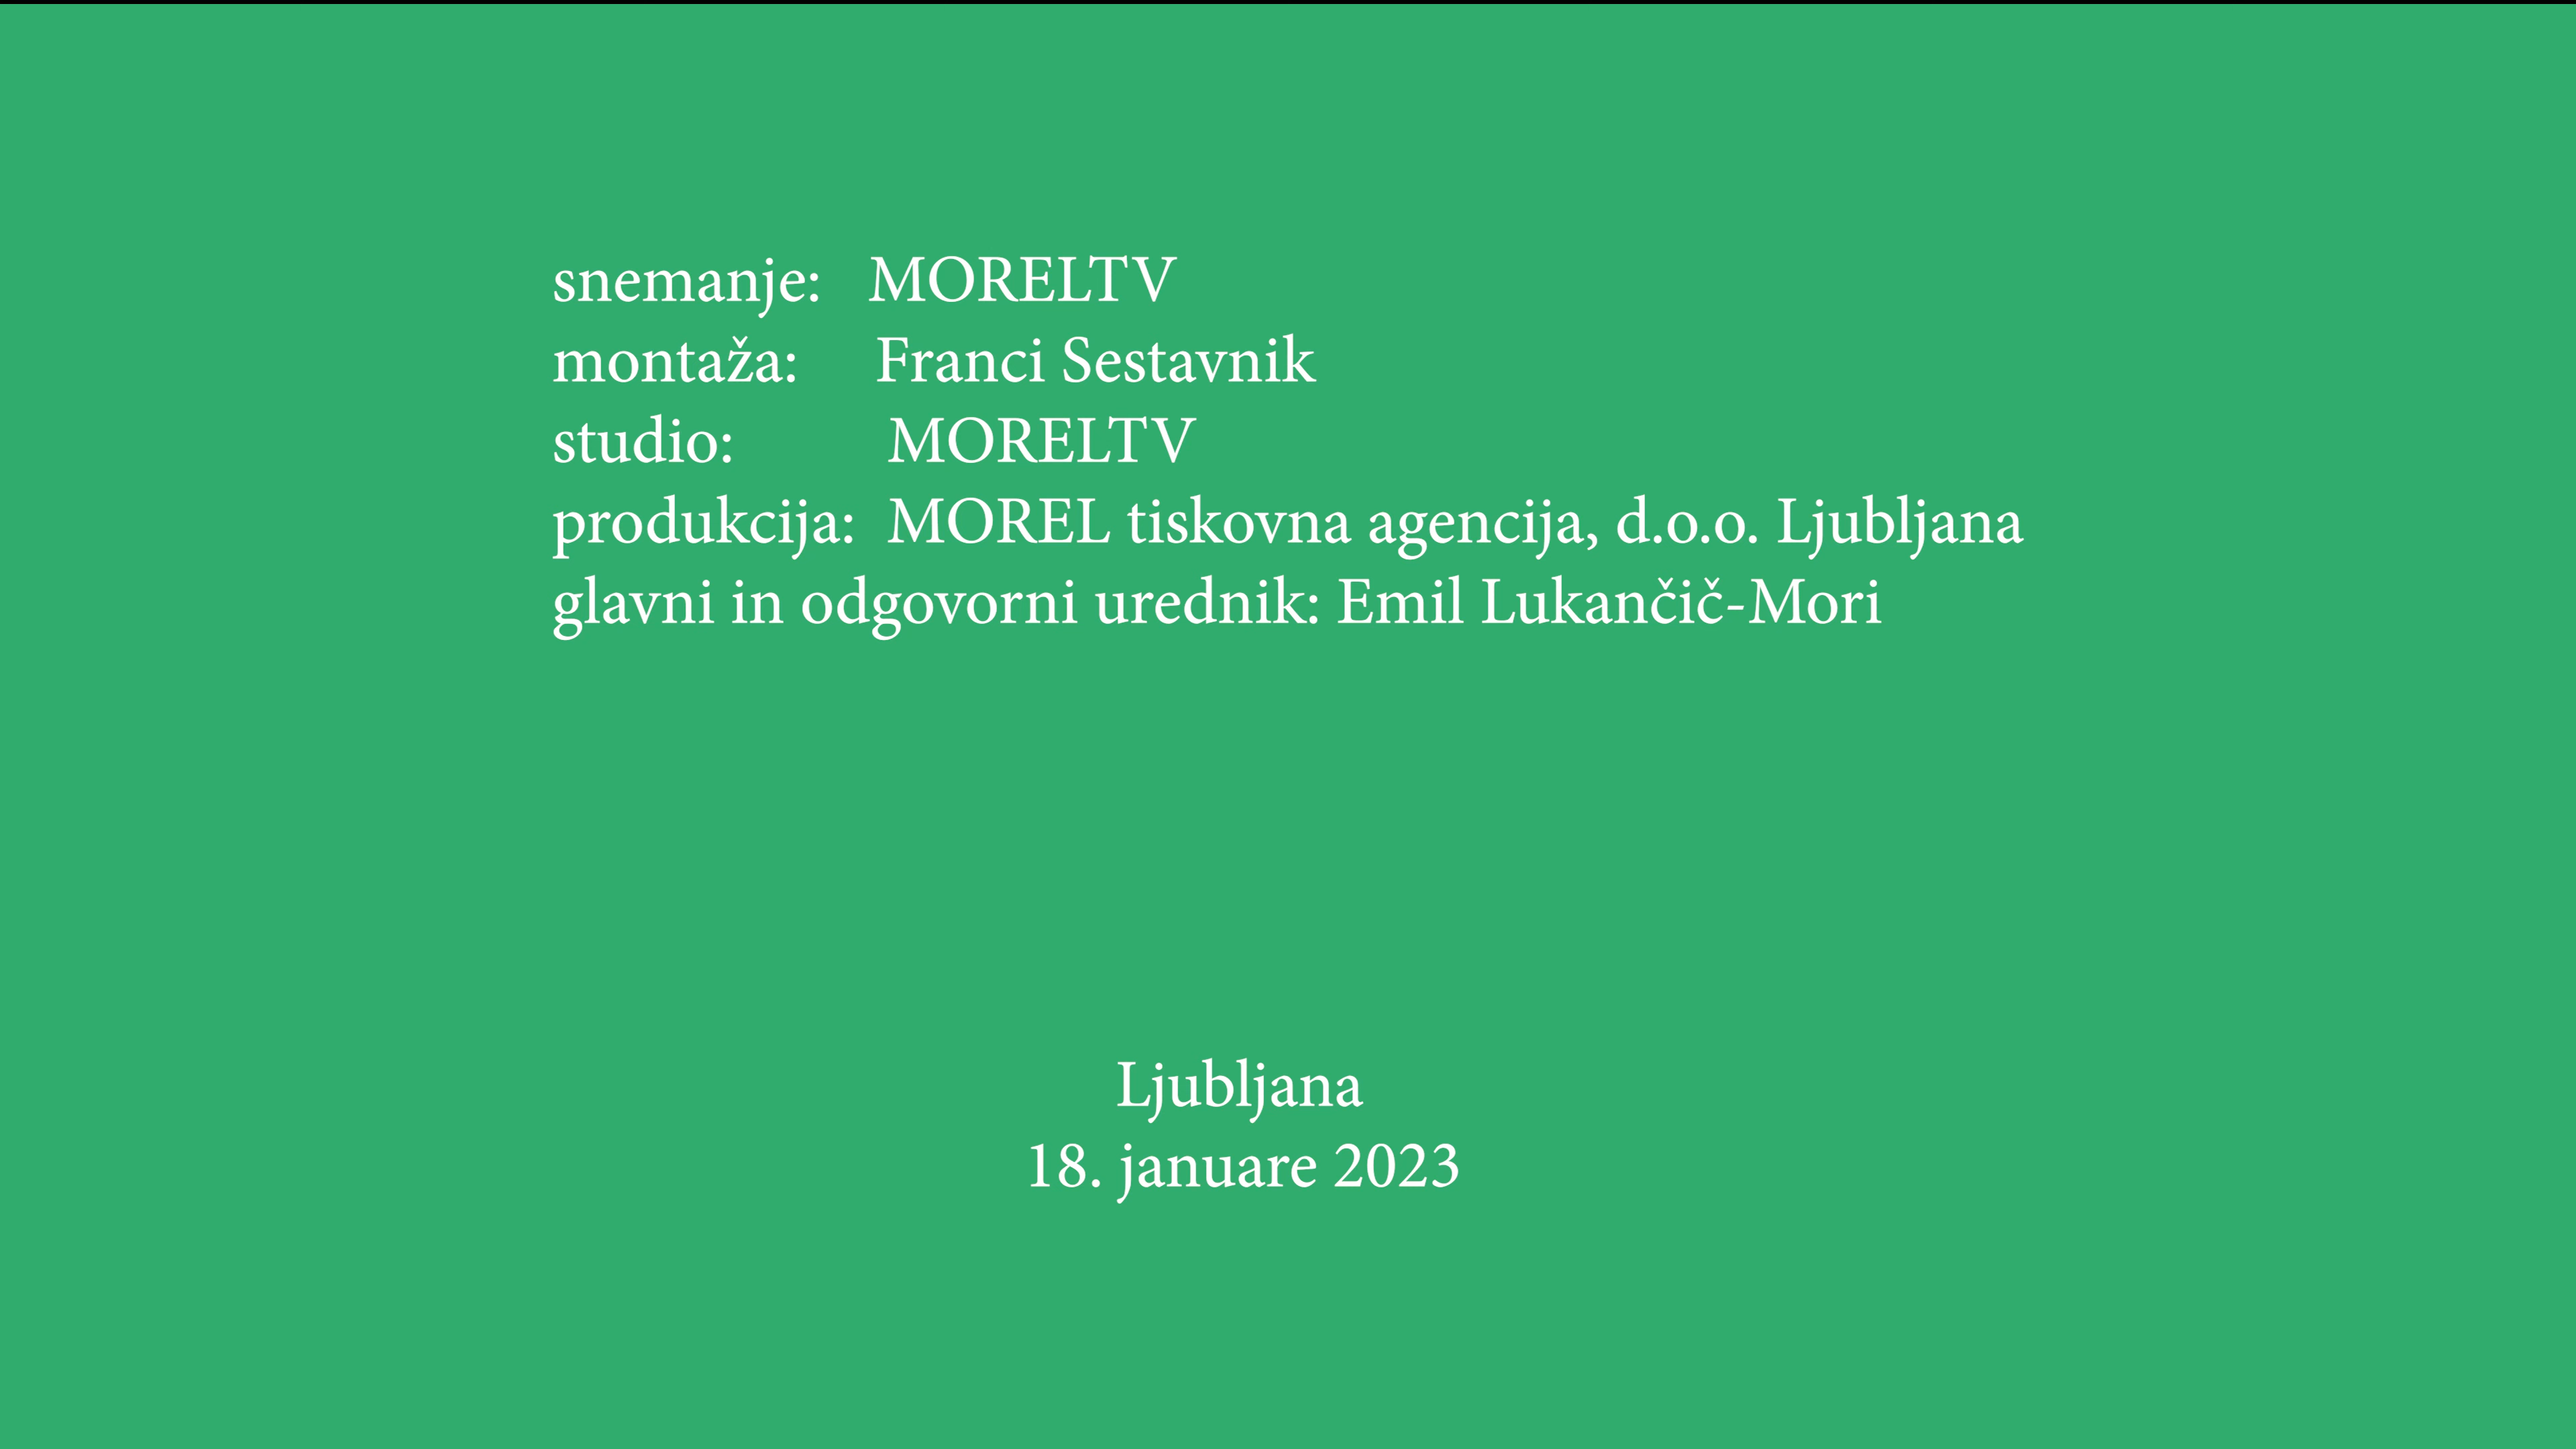 snemanje: MORELTV
montaža: Franci Sestavnik
studio: MORELTV
produkcija: MOREL tiskovna agencija, d.o.o. Ljubljana
glavni in odgovorni urednik: Emil Lukančič-Mori
Ljubljana
18. januare 2023